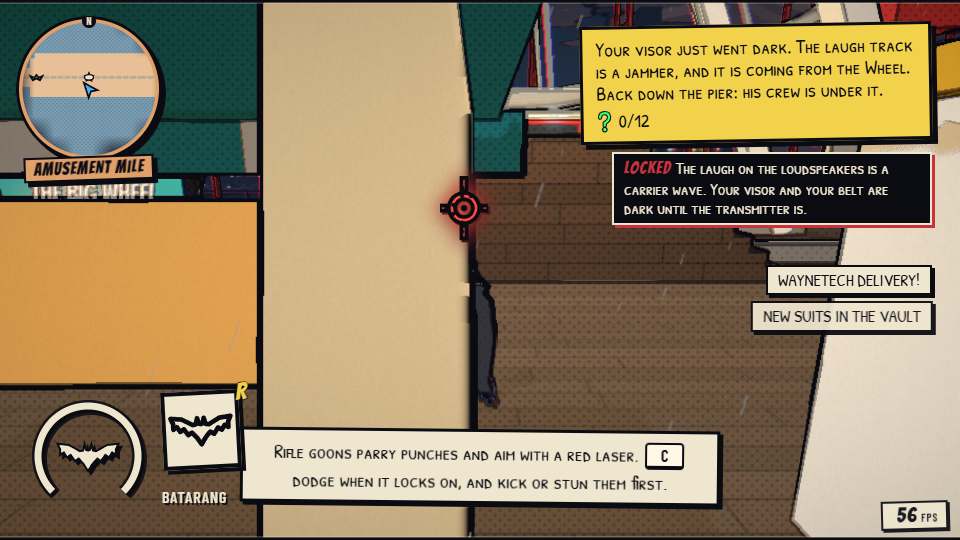 N
AMUSEMENT MILE
THE BIG WHEEL
YOUR VISOR JUST WENT DARK. THE LAUGH TRACK
IS A JAMMER, AND IT IS COMING FROM THE WHEEL.
BACK DOWN THE PIER: HIS CREW IS UNDER IT.
? 0/12
LOCKED THE LAUGH ON THE LOUDSPEAKERS IS A
CARRIER WAVE. YOUR VISOR AND YOUR BELT ARE
DARK UNTIL THE TRANSMITTER IS.
WAYNETECH DELIVERY!
NEW SUITS IN THE VAULT
R
BATARANG
RIFLE GOONS PARRY PUNCHES AND AIM WITH A RED LASER. C
DODGE WHEN IT LOCKS ON, AND KICK OR STUN THEM FIRST.
56 FPS